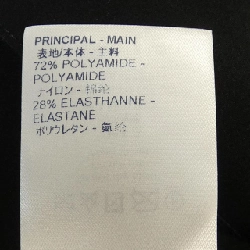 PRINCIPAL - MAIN
表地/本体 - 主料
72% POLYAMIDE -
POLYAMIDE
ナイロン - 锦纶
28% ELASTHANNE -
ELASTANE
ポリウレタン - 氨纶